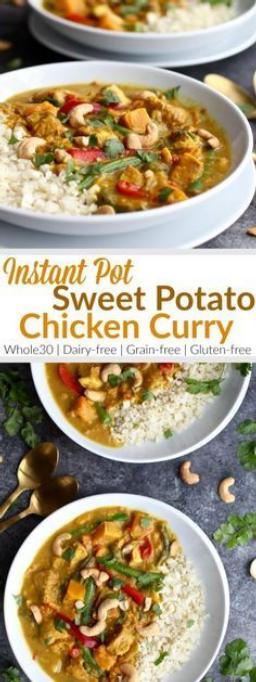 Instant Pot
Sweet Potato
Chicken Curry
Whole30 | Dairy-free | Grain-free | Gluten-free